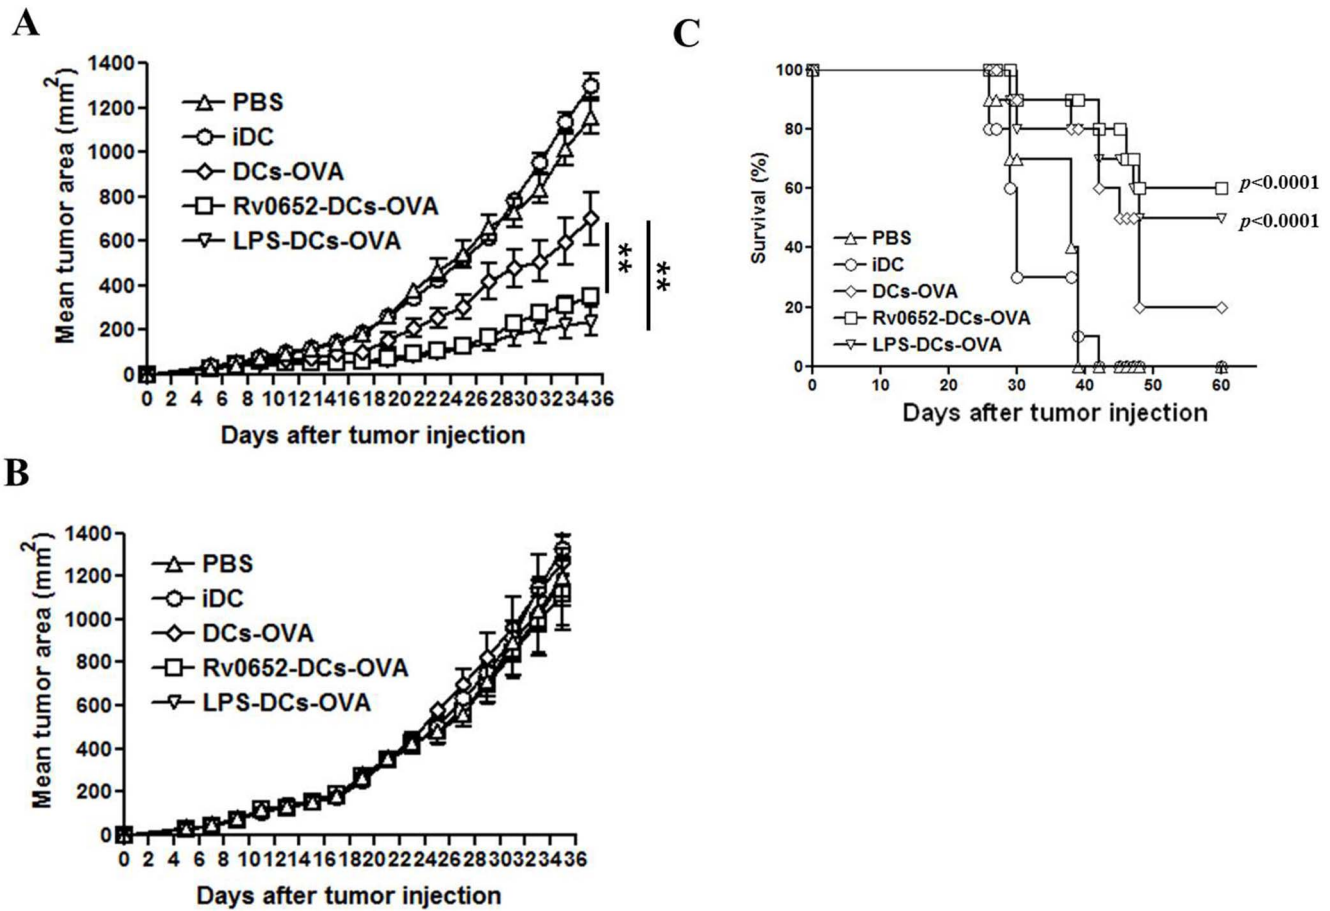 A
1400
1200
1000
800
600
400
200
0
Mean tumor area (mm2)
PBS
iDC
DCs-OVA
Rv0652-DCs-OVA
LPS-DCs-OVA
**
**
0 2 4 6 8 10 12 14 16 18 20 22 24 26 28 30 32 34 36
Days after tumor injection
C
100
80
60
40
20
0
Survival (%)
PBS
iDC
DCs-OVA
Rv0652-DCs-OVA
LPS-DCs-OVA
p<0.0001
p<0.0001
0 10 20 30 40 50 60
Days after tumor injection
B
1400
1200
1000
800
600
400
200
0
Mean tumor area (mm2)
PBS
iDC
DCs-OVA
Rv0652-DCs-OVA
LPS-DCs-OVA
0 2 4 6 8 10 12 14 16 18 20 22 24 26 28 30 32 34 36
Days after tumor injection